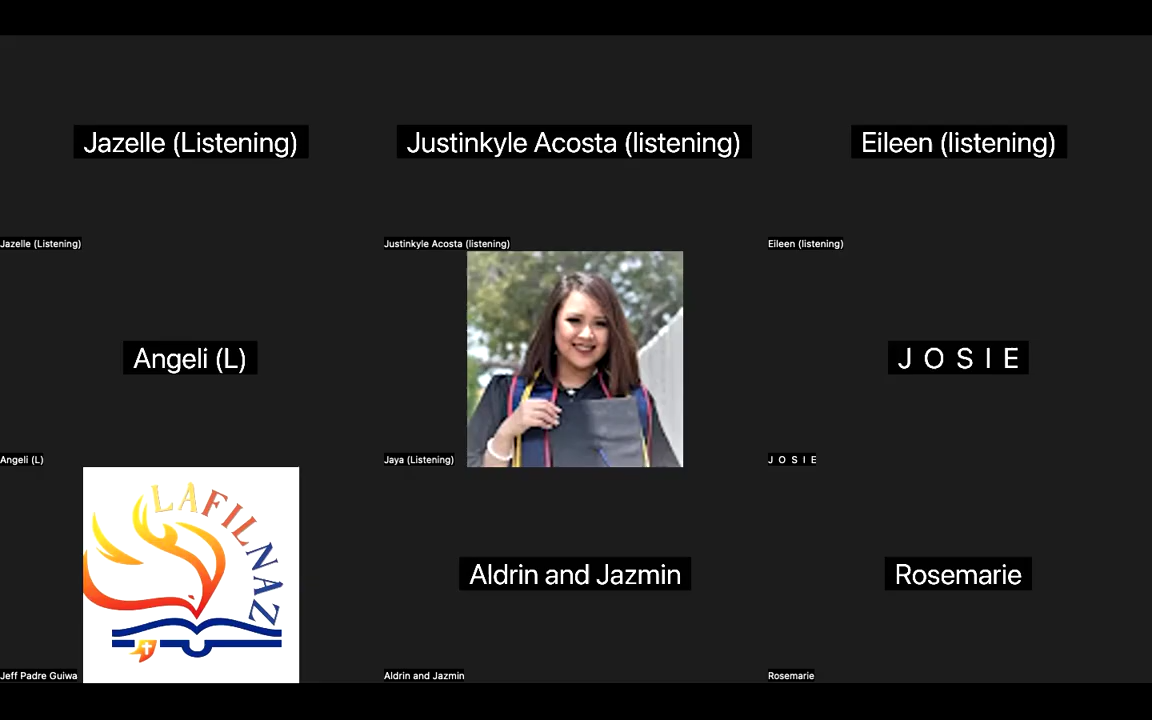 Jazelle (Listening)
Justinkyle Acosta (listening)
Eileen (listening)
Jazelle (Listening)
Justinkyle Acosta (listening)
Eileen (listening)
Angeli (L)
J O S I E
Angeli (L)
Jaya (Listening)
J O S I E
LAFILNAZ
Aldrin and Jazmin
Rosemarie
Jeff Padre Guiwa
Aldrin and Jazmin
Rosemarie